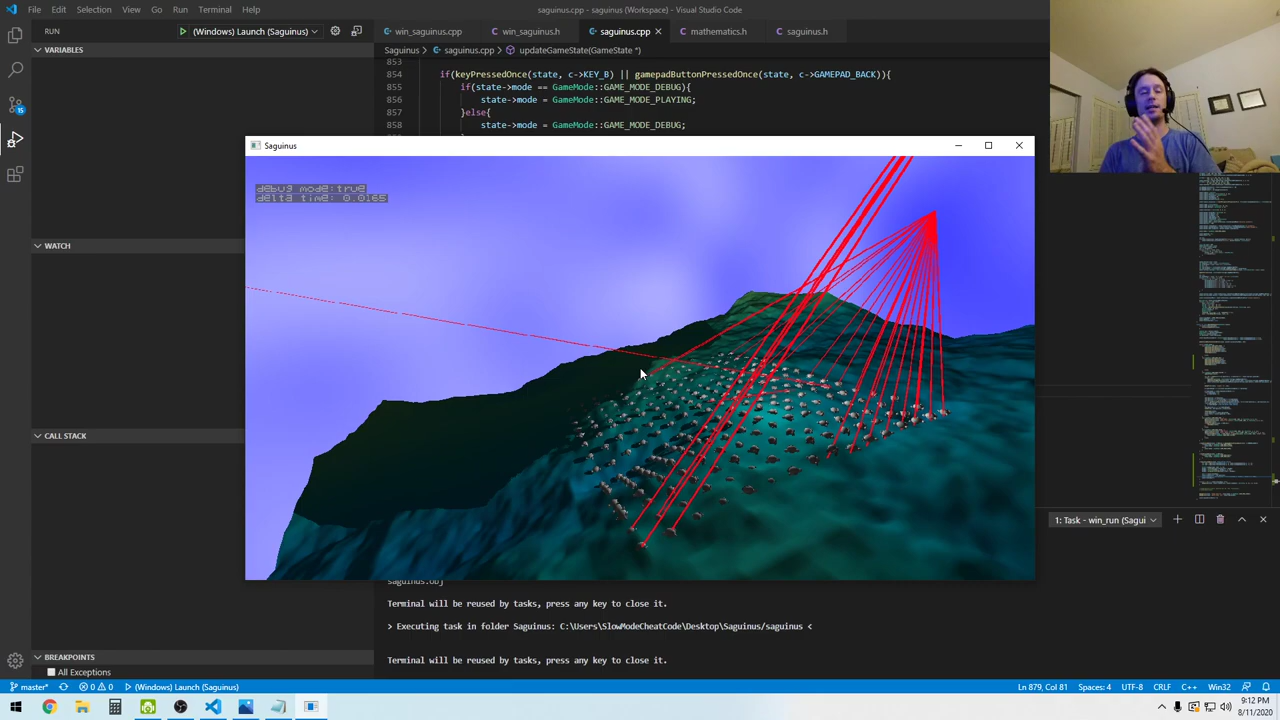 File Edit Selection View Go Run Terminal Help
saguinus.cpp - saguinus (Workspace) - Visual Studio Code
RUN
(Windows) Launch (Saguinus)
win_saguinus.cpp
win_saguinus.h
saguinus.cpp
mathematics.h
saguinus.h
VARIABLES
Saguinus > saguinus.cpp > updateGameState(GameState *)
853
854 if(keyPressedOnce(state, c->KEY_B) || gamepadButtonPressedOnce(state, c->GAMEPAD_BACK)){
855 if(state->mode == GameMode::GAME_MODE_DEBUG){
856 state->mode = GameMode::GAME_MODE_PLAYING;
857 }else{
858 state->mode = GameMode::GAME_MODE_DEBUG;
15
Saguinus
debug mode:true
delta time: 0.0165
WATCH
CALL STACK
1: Task - win_run (Sagui
saguinus.obj
Terminal will be reused by tasks, press any key to close it.
> Executing task in folder Saguinus: C:\Users\SlowModeCheatCode\Desktop\Saguinus/saguinus <
Terminal will be reused by tasks, press any key to close it.
BREAKPOINTS
All Exceptions
master* 0 0 (Windows) Launch (Saguinus)
Ln 879, Col 81 Spaces: 4 UTF-8 CRLF C++ Win32
9:12 PM
8/11/2020